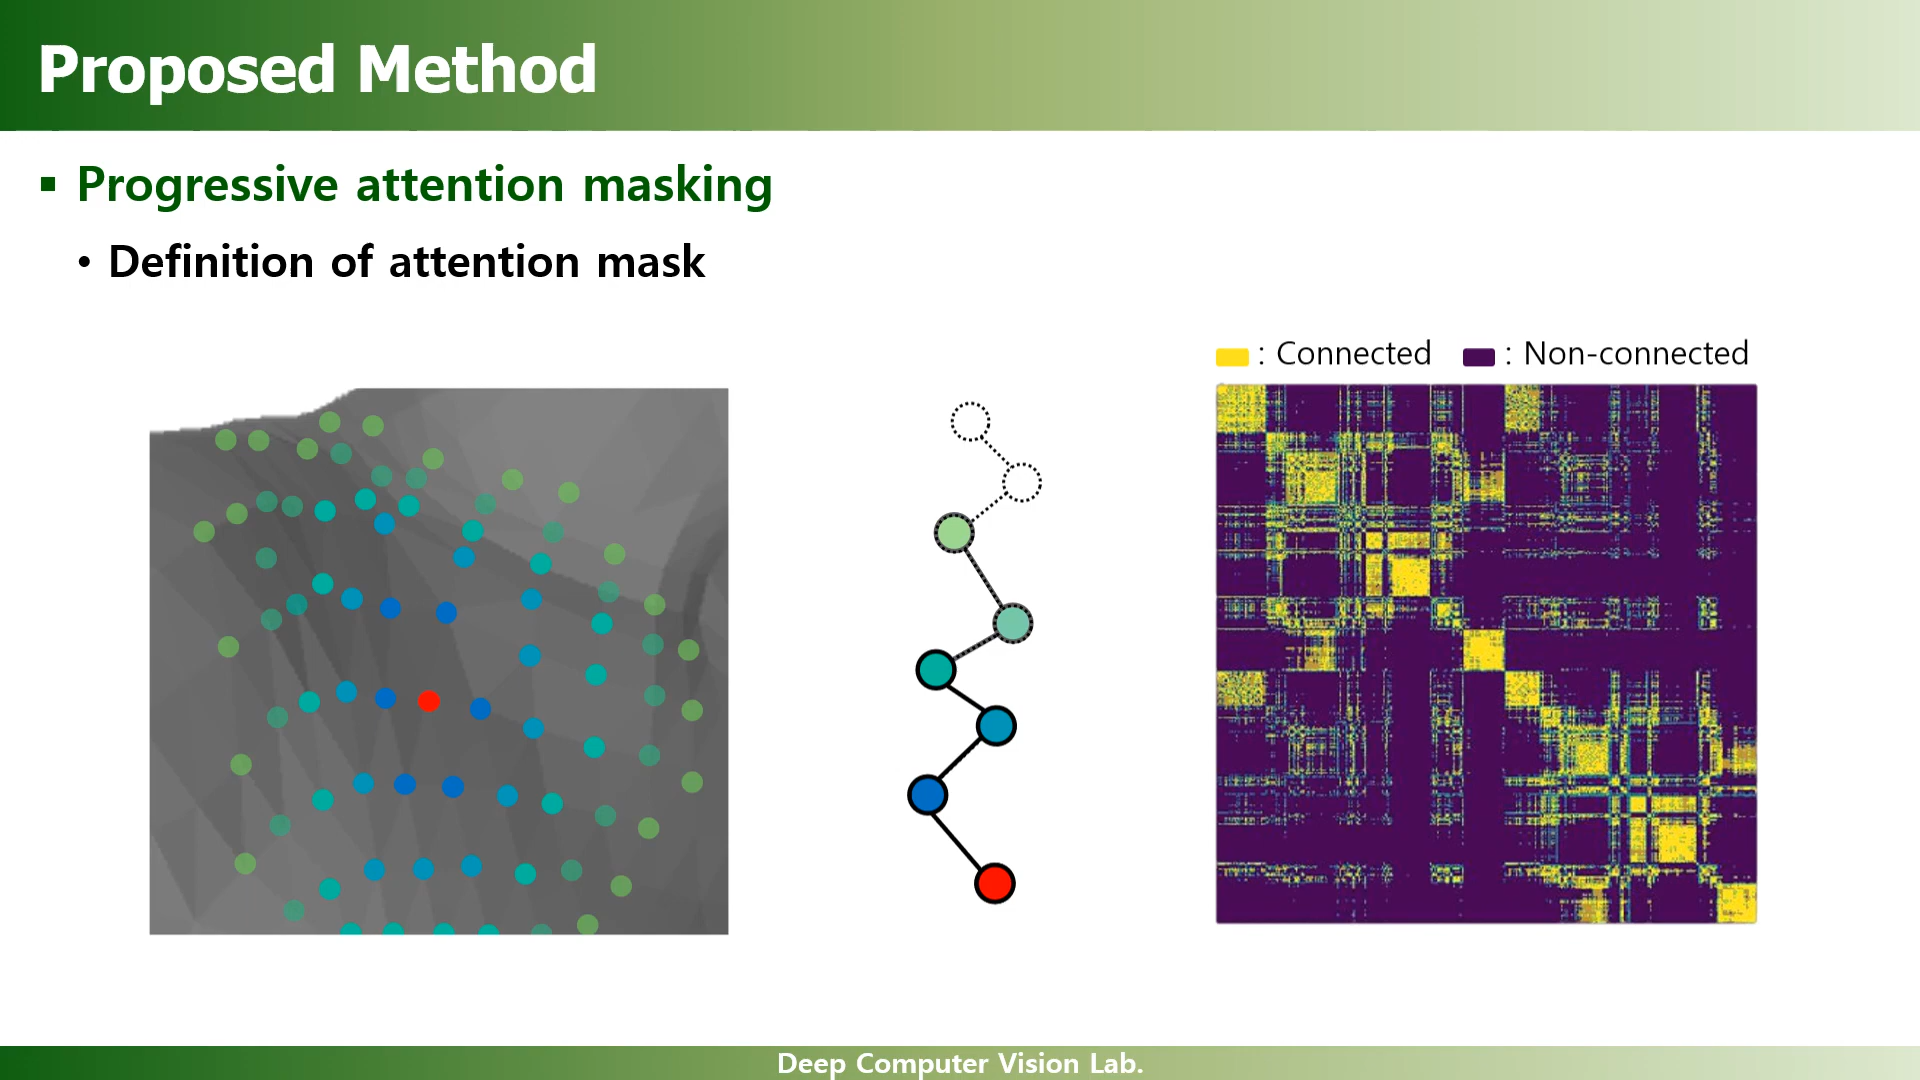 Proposed Method
▪ Progressive attention masking
• Definition of attention mask
: Connected : Non-connected
Deep Computer Vision Lab.